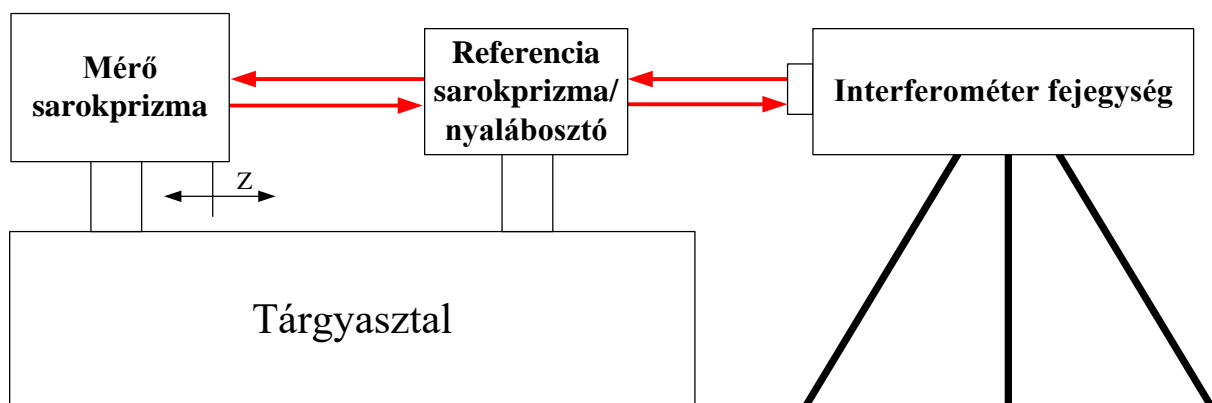 Mérő
sarokprizma
Referencia
sarokprizma/
nyalábosztó
Interferométer fejegység
z
Tárgyasztal